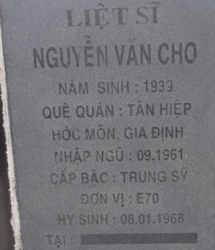 LIỆT SĨ
NGUYỄN VĂN CHO
NĂM SINH : 1939
QUÊ QUÁN : TÂN HIỆP
HÓC MÔN, GIA ĐỊNH
NHẬP NGŨ : 09.1961
CẤP BẬC : TRUNG SỸ
ĐƠN VỊ : E70
HY SINH : 08.01.1968
TẠI :